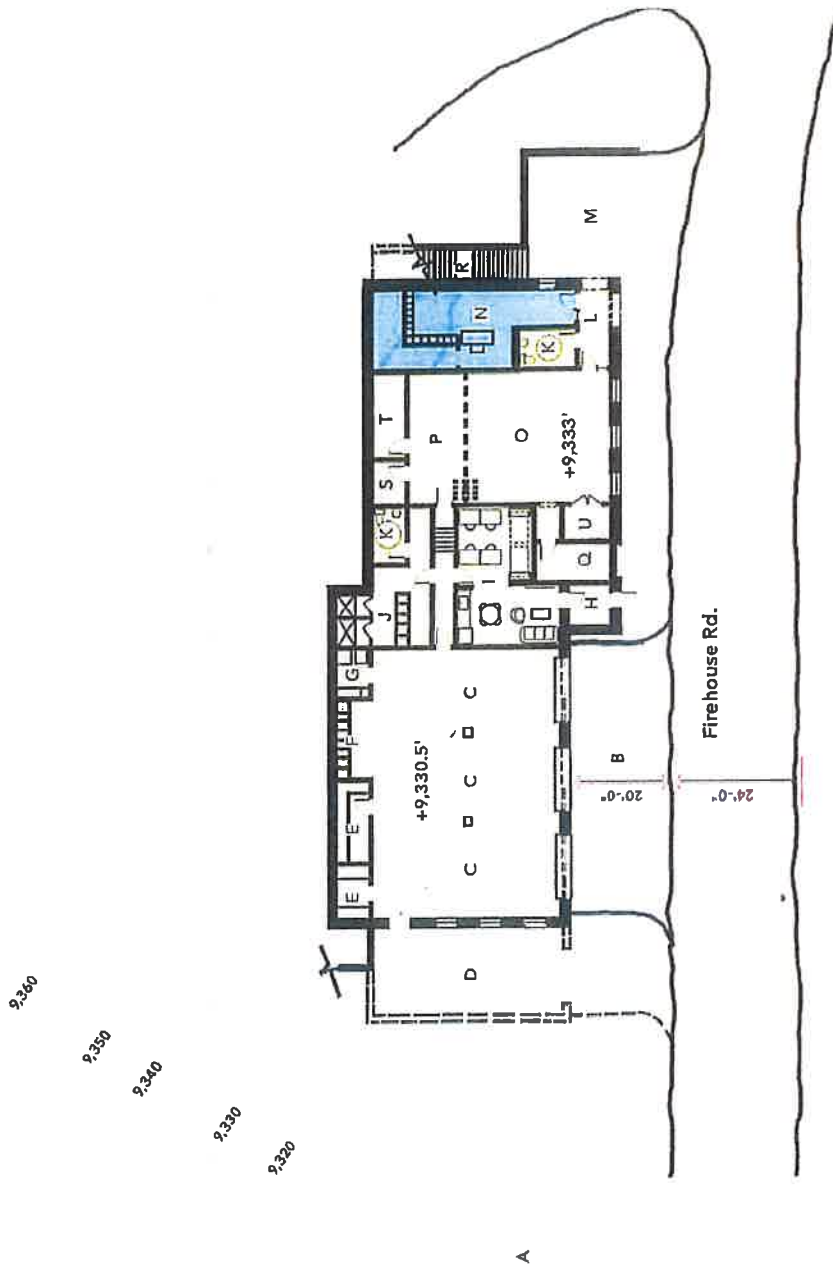 A
9,320
9,330
9,340
9,350
9,360
D
E
E
F
G
C
C
C
+9,330.5'
B
20'-0"
24'-0"
Firehouse Rd.
J
K
I
H
Q
U
S
T
P
O
+9,333'
N
K
L
R
M